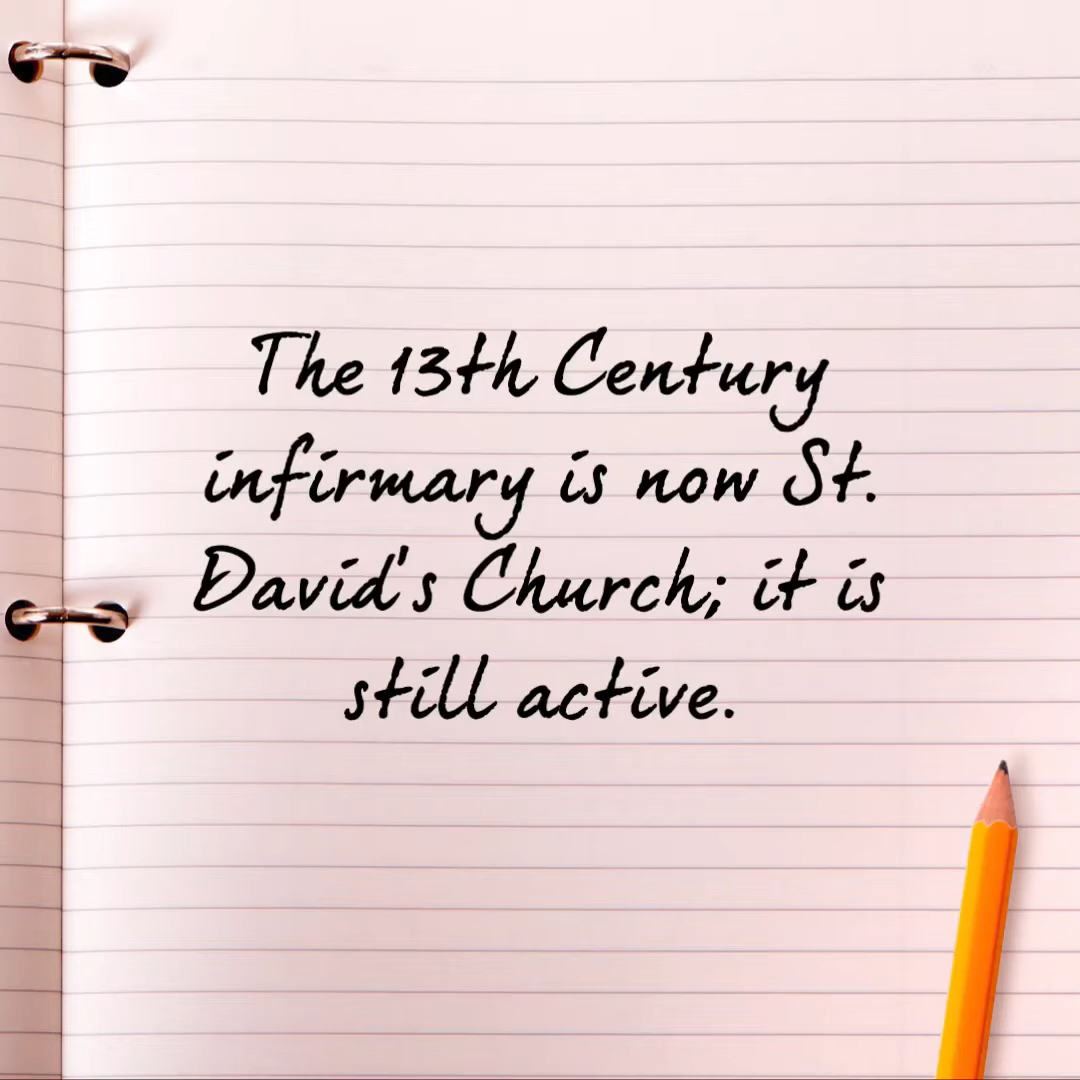 The 13th Century
infirmary is now St.
David's Church; it is
still active.